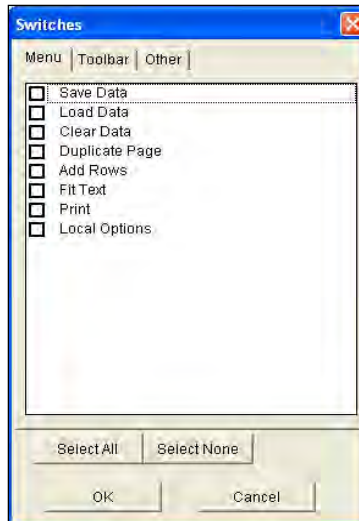 Switches
Menu Toolbar Other
Save Data
Load Data
Clear Data
Duplicate Page
Add Rows
Fit Text
Print
Local Options
Select All Select None
OK Cancel